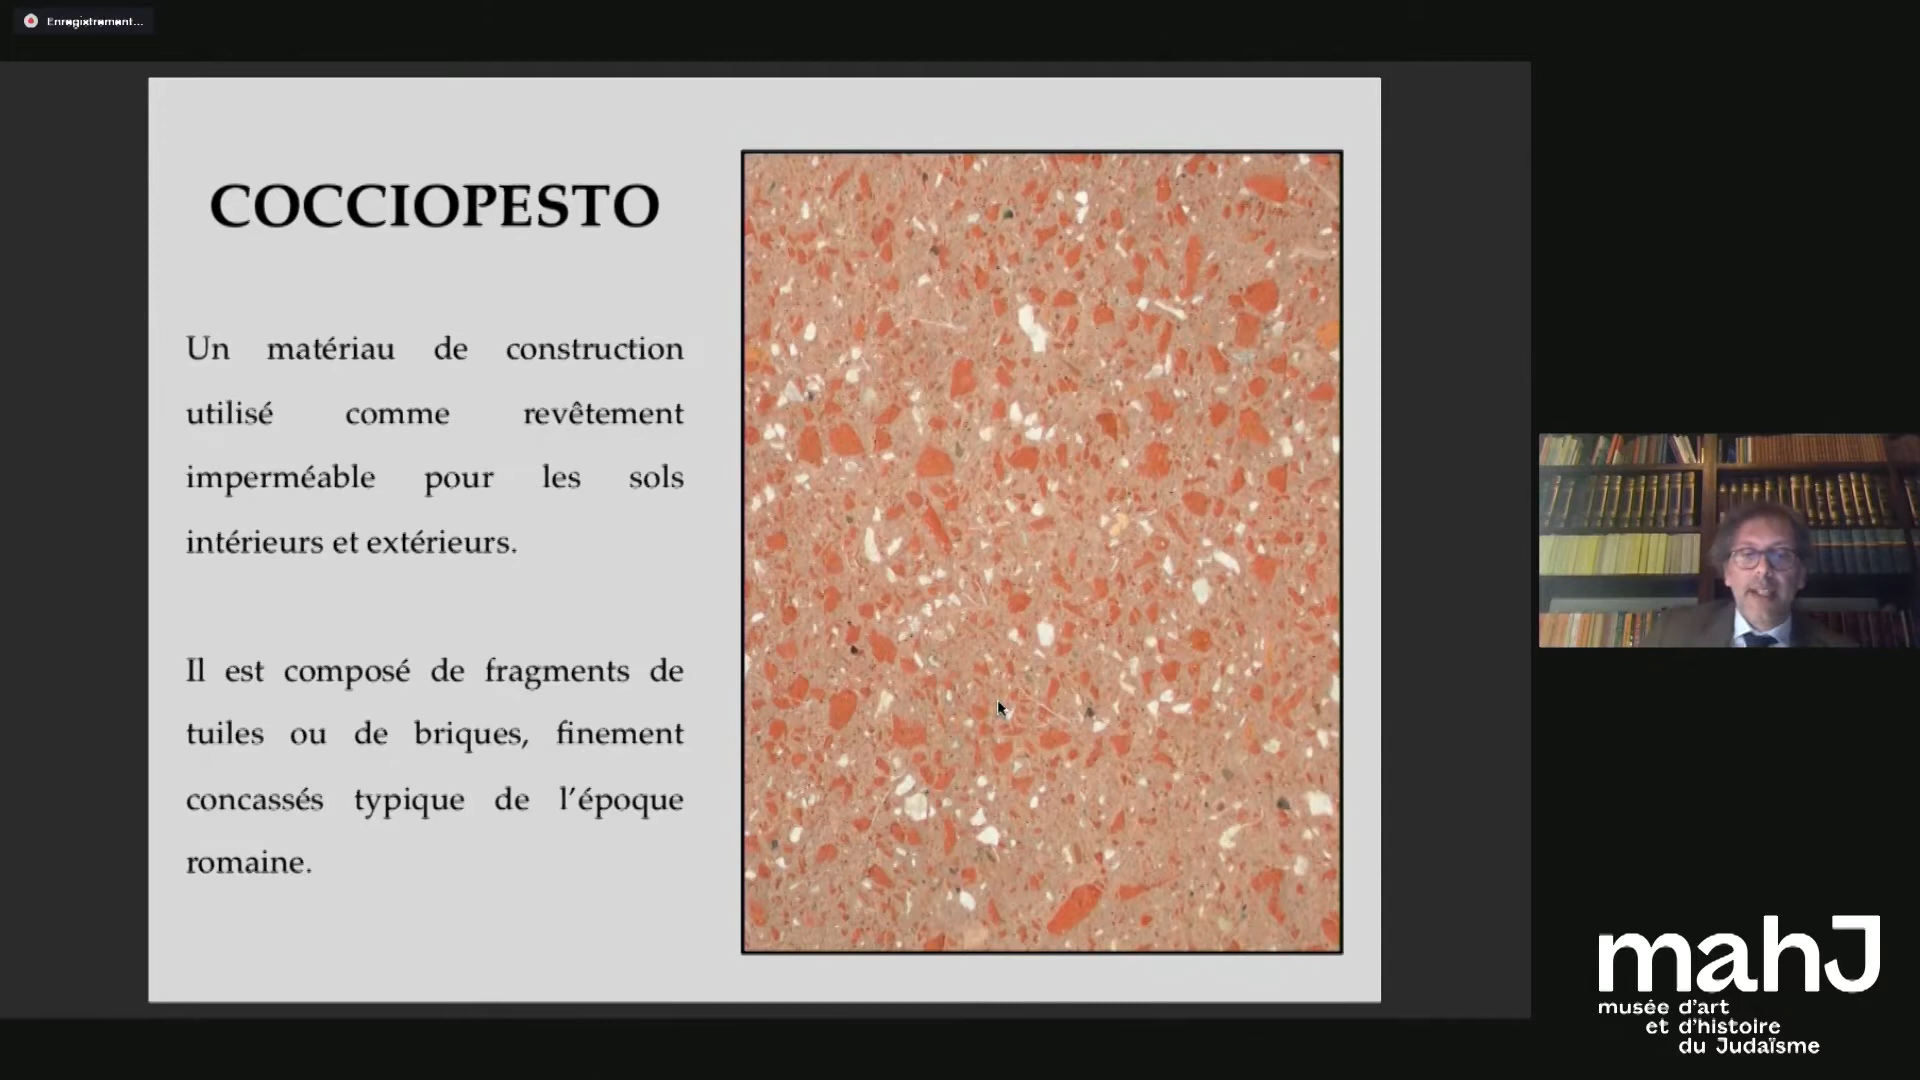 Enregistrement...
COCCIOPESTO
Un matériau de construction
utilisé comme revêtement
imperméable pour les sols
intérieurs et extérieurs.
Il est composé de fragments de
tuiles ou de briques, finement
concassés typique de l'époque
romaine.
mahJ
musée d'art
et d'histoire
du Judaïsme